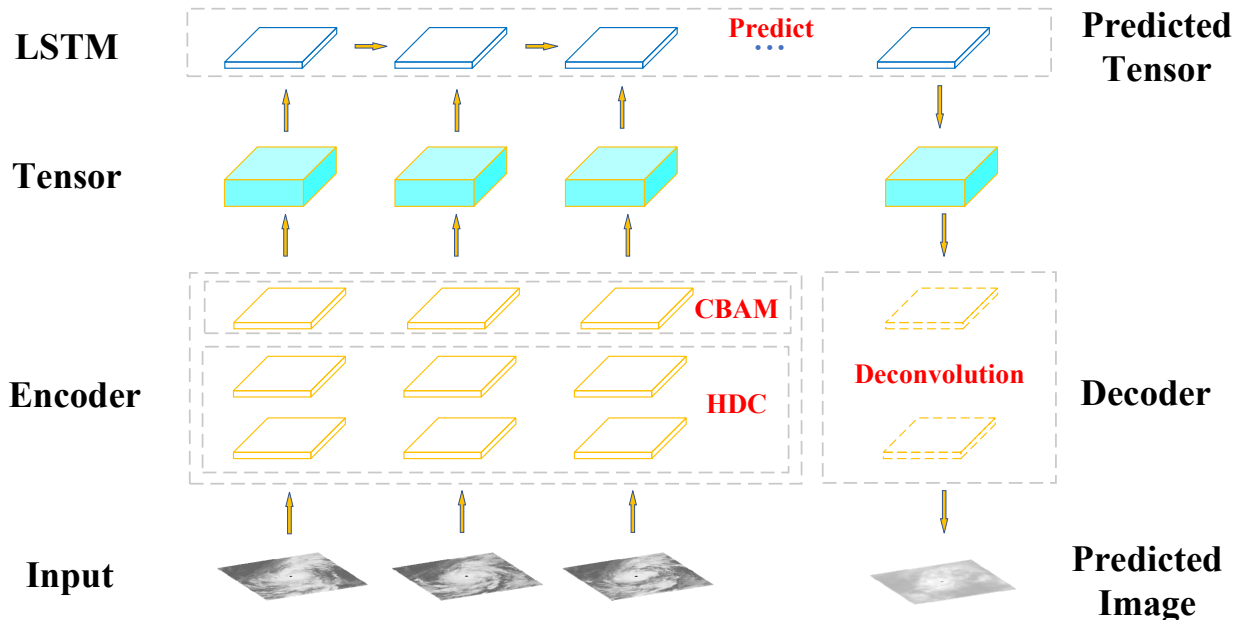 LSTM
Predict
...
Predicted
Tensor
Tensor
CBAM
Encoder
HDC
Deconvolution
Decoder
Input
Predicted
Image